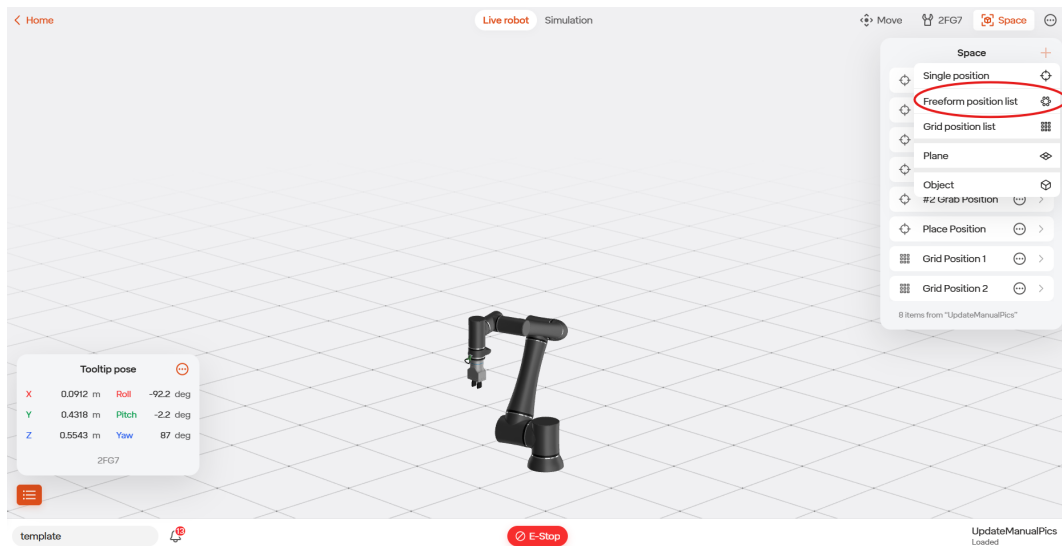 Home
Live robot
Simulation
Move
2FG7
Space
Space
Single position
Freeform position list
Grid position list
Plane
Object
#2 Grab Position
Place Position
Grid Position 1
Grid Position 2
8 items from "UpdateManualPics"
Tooltip pose
X 0.0912 m Roll -92.2 deg
Y 0.4318 m Pitch -2.2 deg
Z 0.5543 m Yaw 87 deg
2FG7
template
13
E-Stop
UpdateManualPics
Loaded